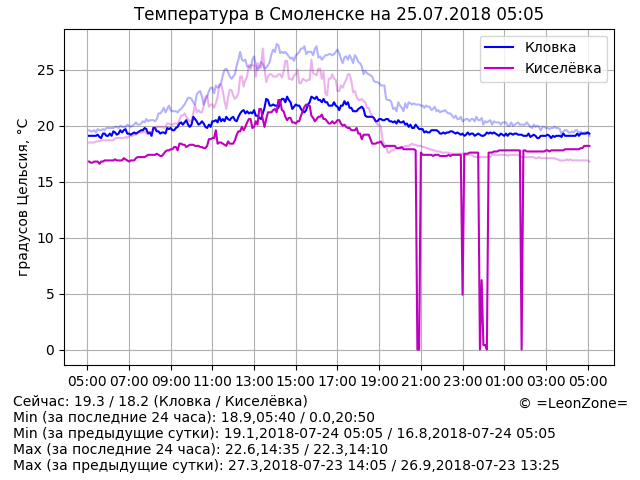 Температура в Смоленске на 25.07.2018 05:05
Кловка
Киселёвка
градусов Цельсия, °C
25
20
15
10
5
0
05:00 07:00 09:00 11:00 13:00 15:00 17:00 19:00 21:00 23:00 01:00 03:00 05:00
Сейчас: 19.3 / 18.2 (Кловка / Киселёвка)
© =LeonZone=
Min (за последние 24 часа): 18.9,05:40 / 0.0,20:50
Min (за предыдущие сутки): 19.1,2018-07-24 05:05 / 16.8,2018-07-24 05:05
Max (за последние 24 часа): 22.6,14:35 / 22.3,14:10
Max (за предыдущие сутки): 27.3,2018-07-23 14:05 / 26.9,2018-07-23 13:25